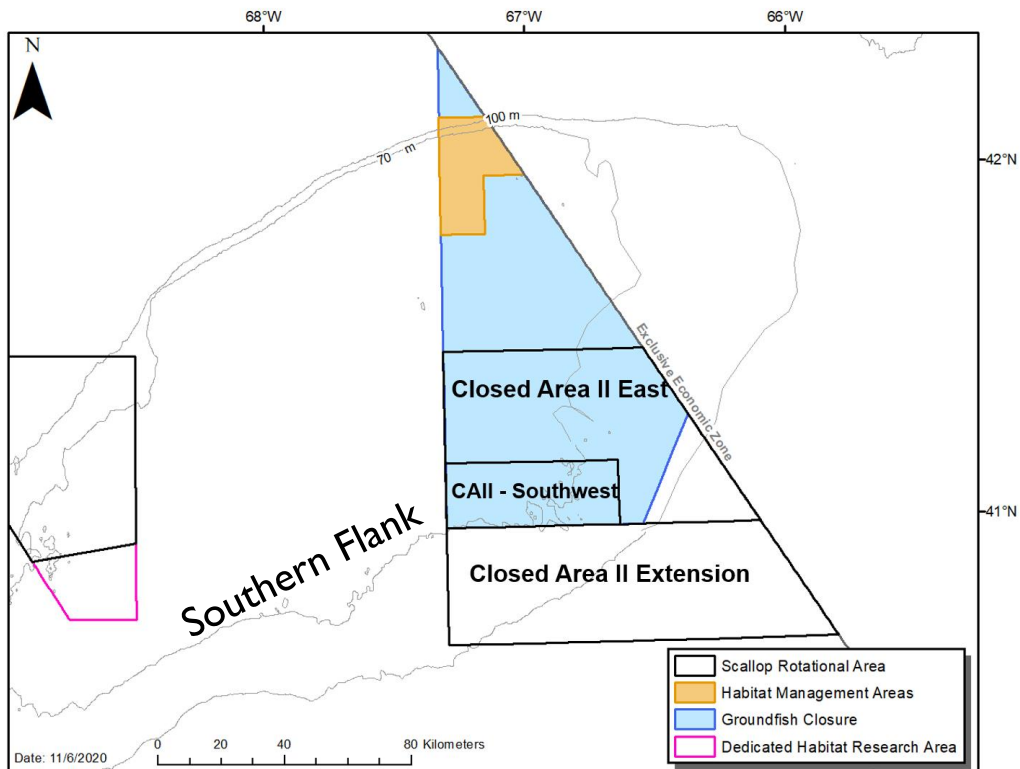 68°W
67°W
66°W
N
100 m
70 m
42°N
Exclusive Economic Zone
Closed Area II East
CAII - Southwest
41°N
Southern Flank
Closed Area II Extension
Scallop Rotational Area
Habitat Management Areas
Groundfish Closure
Dedicated Habitat Research Area
Date: 11/6/2020
0 20 40 80 Kilometers